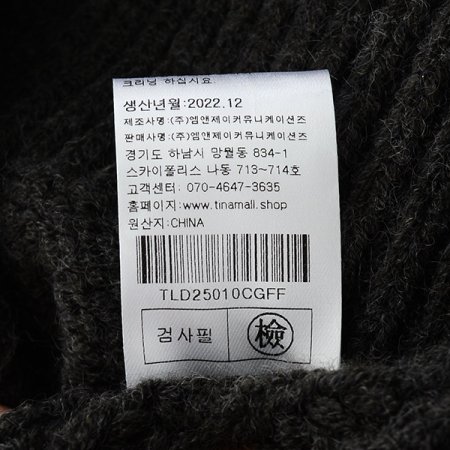 크리닝 하십시요.
생산년월:2022.12
제조사명:(주)엠앤제이커뮤니케이션즈
판매사명:(주)엠앤제이커뮤니케이션즈
경기도 하남시 망월동 834-1
스카이폴리스 나동 713~714호
고객센터: 070-4647-3635
홈페이지:www.tinamall.shop
원산지:CHINA
TLD25010CGFF
검사필 檢